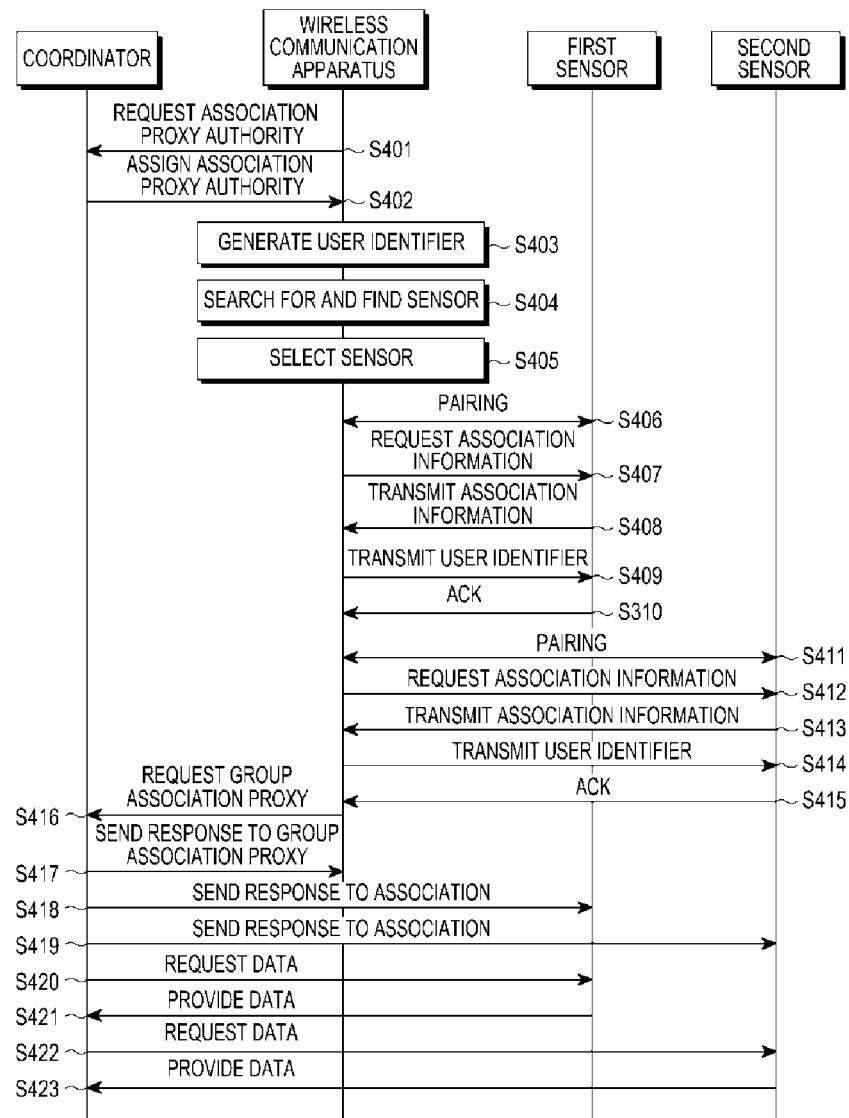 COORDINATOR
WIRELESS
COMMUNICATION
APPARATUS
FIRST
SENSOR
SECOND
SENSOR
REQUEST ASSOCIATION
PROXY AUTHORITY
S401
ASSIGN ASSOCIATION
PROXY AUTHORITY
S402
GENERATE USER IDENTIFIER
S403
SEARCH FOR AND FIND SENSOR
S404
SELECT SENSOR
S405
PAIRING
S406
REQUEST ASSOCIATION
INFORMATION
S407
TRANSMIT ASSOCIATION
INFORMATION
S408
TRANSMIT USER IDENTIFIER
S409
ACK
S310
PAIRING
S411
REQUEST ASSOCIATION INFORMATION
S412
TRANSMIT ASSOCIATION INFORMATION
S413
TRANSMIT USER IDENTIFIER
S414
ACK
S415
REQUEST GROUP
ASSOCIATION PROXY
S416
SEND RESPONSE TO GROUP
ASSOCIATION PROXY
S417
SEND RESPONSE TO ASSOCIATION
S418
SEND RESPONSE TO ASSOCIATION
S419
REQUEST DATA
S420
PROVIDE DATA
S421
REQUEST DATA
S422
PROVIDE DATA
S423